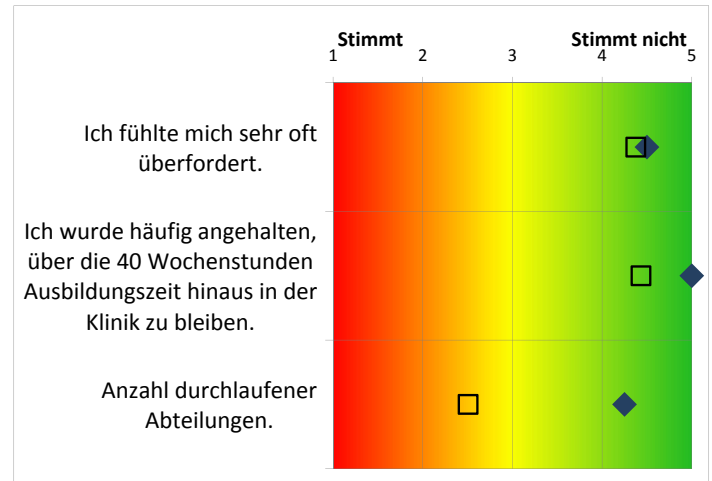 Stimmt Stimmt nicht
1 2 3 4 5
Ich fühlte mich sehr oft
überfordert.
Ich wurde häufig angehalten,
über die 40 Wochenstunden
Ausbildungszeit hinaus in der
Klinik zu bleiben.
Anzahl durchlaufener
Abteilungen.